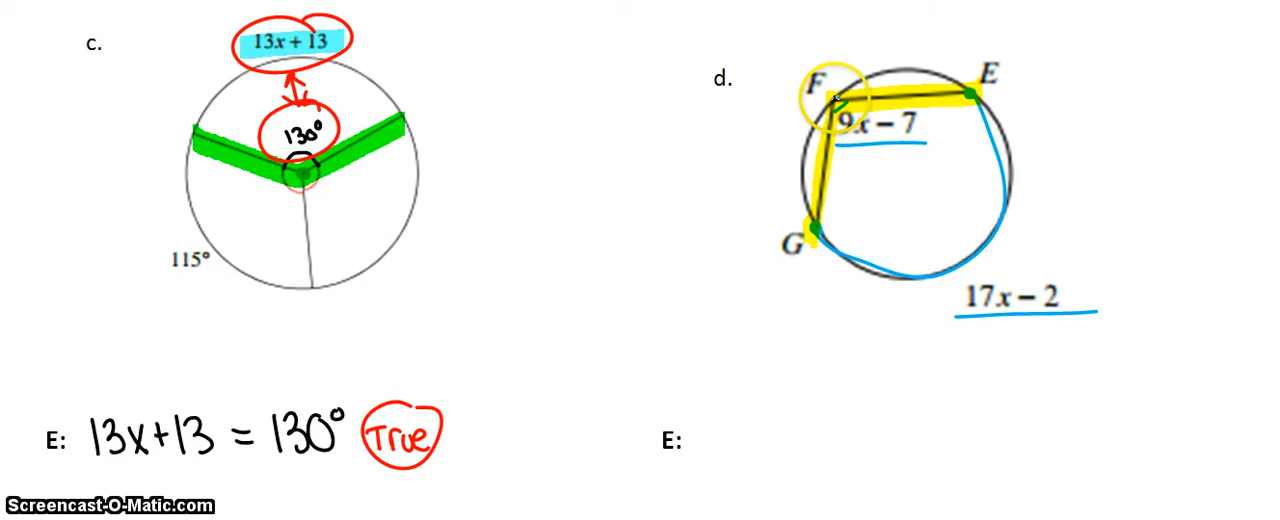 c.
13x + 13
130°
115°
E: 13x+13 = 130° True
d.
F
E
9x − 7
G
17x − 2
E:
Screencast-O-Matic.com